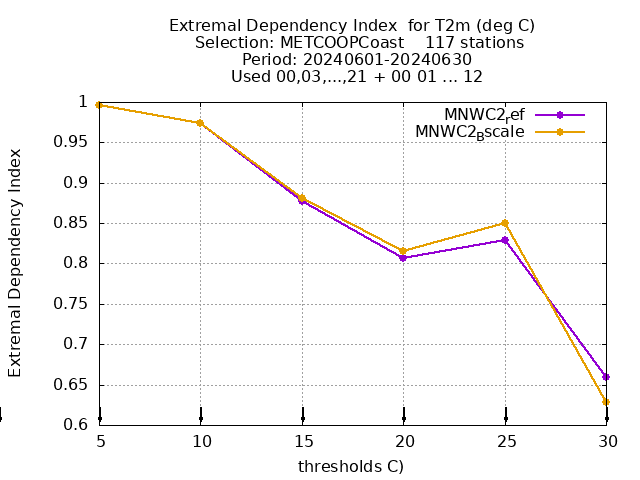 Extremal Dependency Index  for T2m (deg C)
Selection: METCOOPCoast    117 stations
Period: 20240601-20240630
Used 00,03,...,21 + 00 01 ... 12
MNWC2ref
MNWC2Bscale
1
0.95
0.9
0.85
0.8
0.75
0.7
0.65
0.6
Extremal Dependency Index
5 10 15 20 25 30
thresholds C)